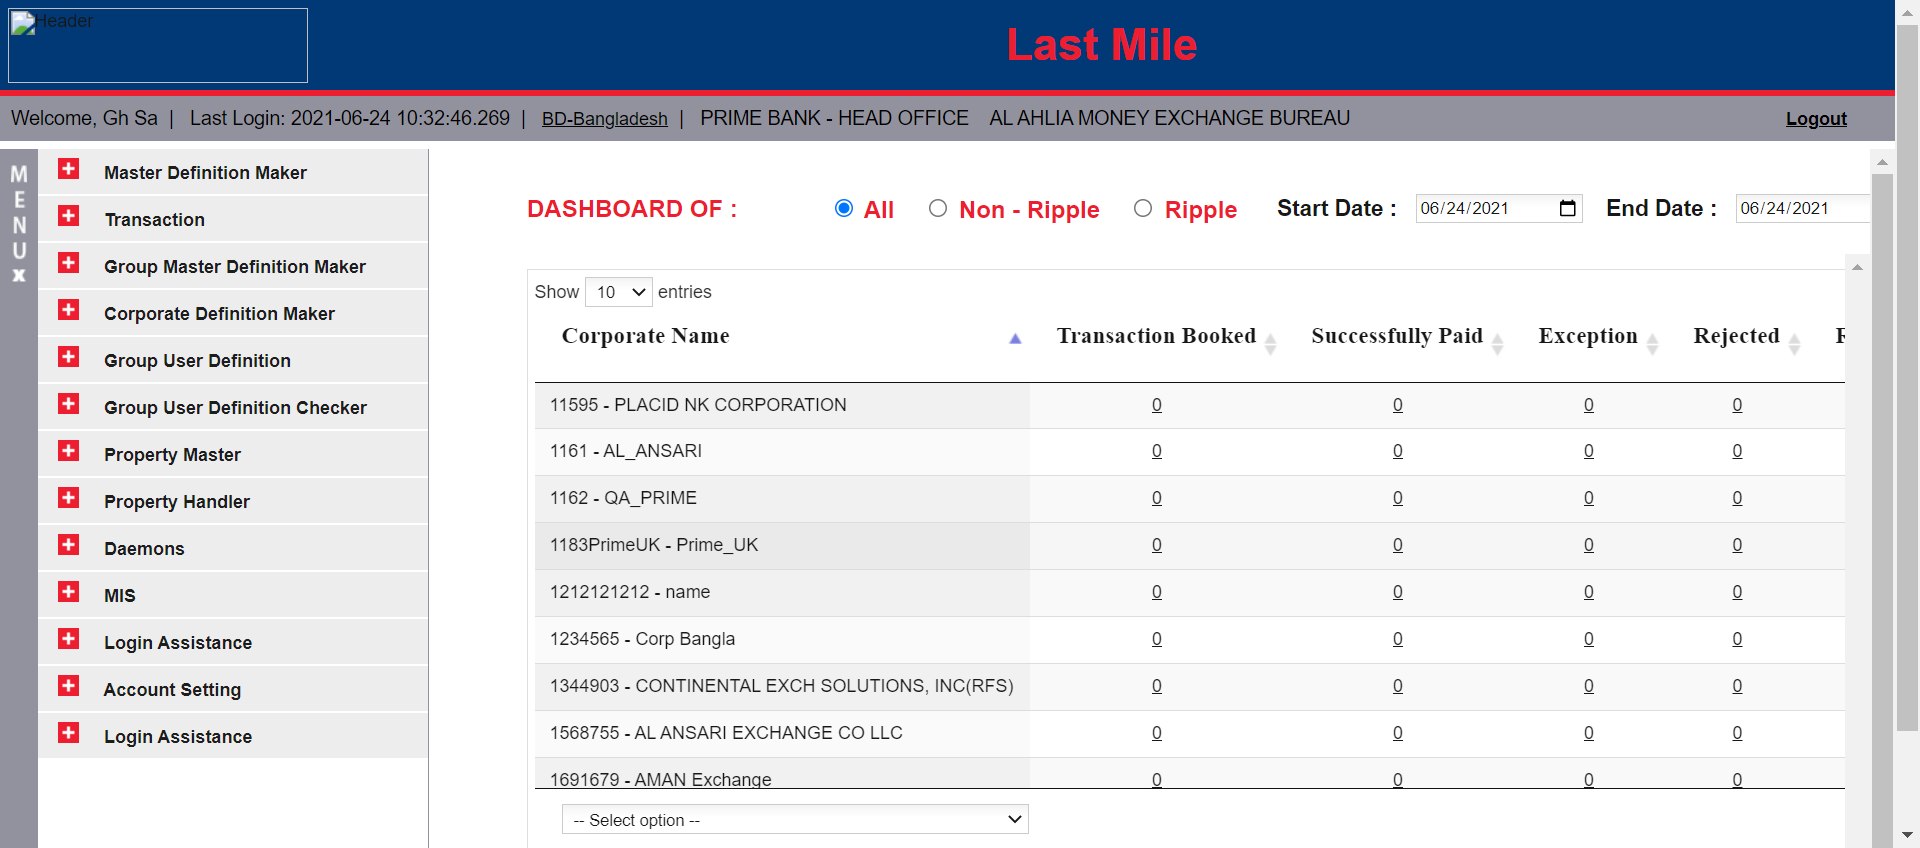 Header
Last Mile
Welcome, Gh Sa | Last Login: 2021-06-24 10:32:46.269 | BD-Bangladesh | PRIME BANK - HEAD OFFICE AL AHLIA MONEY EXCHANGE BUREAU Logout
MENU x
Master Definition Maker
Transaction
Group Master Definition Maker
Corporate Definition Maker
Group User Definition
Group User Definition Checker
Property Master
Property Handler
Daemons
MIS
Login Assistance
Account Setting
Login Assistance
DASHBOARD OF : All Non - Ripple Ripple Start Date : 06/24/2021 End Date : 06/24/2021
Show 10 entries
Corporate Name Transaction Booked Successfully Paid Exception Rejected
11595 - PLACID NK CORPORATION 0 0 0 0
1161 - AL_ANSARI 0 0 0 0
1162 - QA_PRIME 0 0 0 0
1183PrimeUK - Prime_UK 0 0 0 0
1212121212 - name 0 0 0 0
1234565 - Corp Bangla 0 0 0 0
1344903 - CONTINENTAL EXCH SOLUTIONS, INC(RFS) 0 0 0 0
1568755 - AL ANSARI EXCHANGE CO LLC 0 0 0 0
1691679 - AMAN Exchange 0 0 0 0
-- Select option --